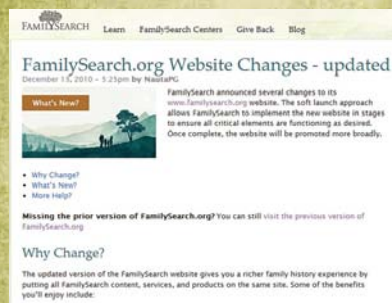 FAMILYSEARCH
Learn FamilySearch Centers Give Back Blog
FamilySearch.org Website Changes - updated
December 13, 2010 – 5:25pm by NautaPG
What's New?
FamilySearch announced several changes to its
www.familysearch.org website. The soft launch approach
allows FamilySearch to implement the new website in stages
to ensure all critical elements are functioning as desired.
Once complete, the website will be promoted more broadly.
• Why Change?
• What's New?
• More Help?
Missing the prior version of FamilySearch.org? You can still visit the previous version of
FamilySearch.org
Why Change?
The updated version of the FamilySearch website gives you a richer family history experience by
putting all FamilySearch content, services, and products on the same site. Some of the benefits
you'll enjoy include: